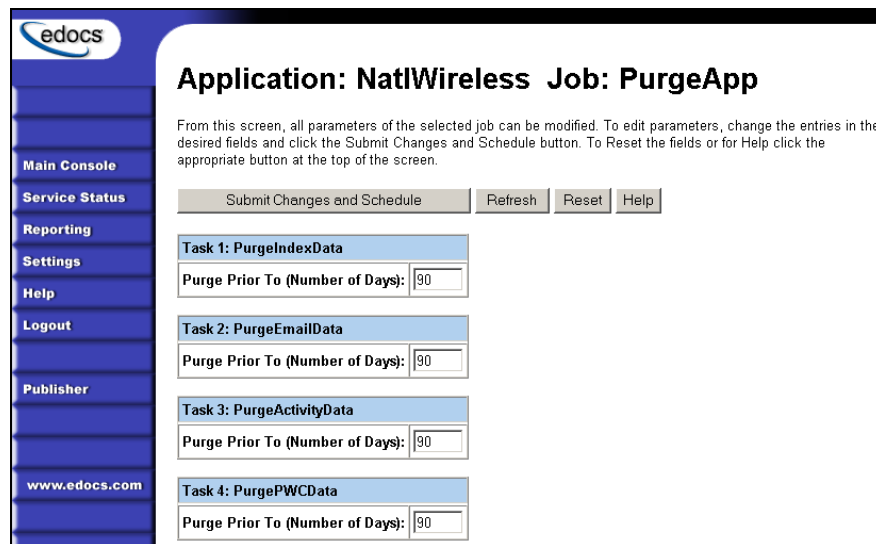 edocs
Application: NatlWireless Job: PurgeApp
From this screen, all parameters of the selected job can be modified. To edit parameters, change the entries in the
desired fields and click the Submit Changes and Schedule button. To Reset the fields or for Help click the
appropriate button at the top of the screen.
Submit Changes and Schedule Refresh Reset Help
Main Console
Service Status
Reporting
Settings
Help
Logout
Publisher
www.edocs.com
Task 1: PurgeIndexData
Purge Prior To (Number of Days): 90
Task 2: PurgeEmailData
Purge Prior To (Number of Days): 90
Task 3: PurgeActivityData
Purge Prior To (Number of Days): 90
Task 4: PurgePWCData
Purge Prior To (Number of Days): 90